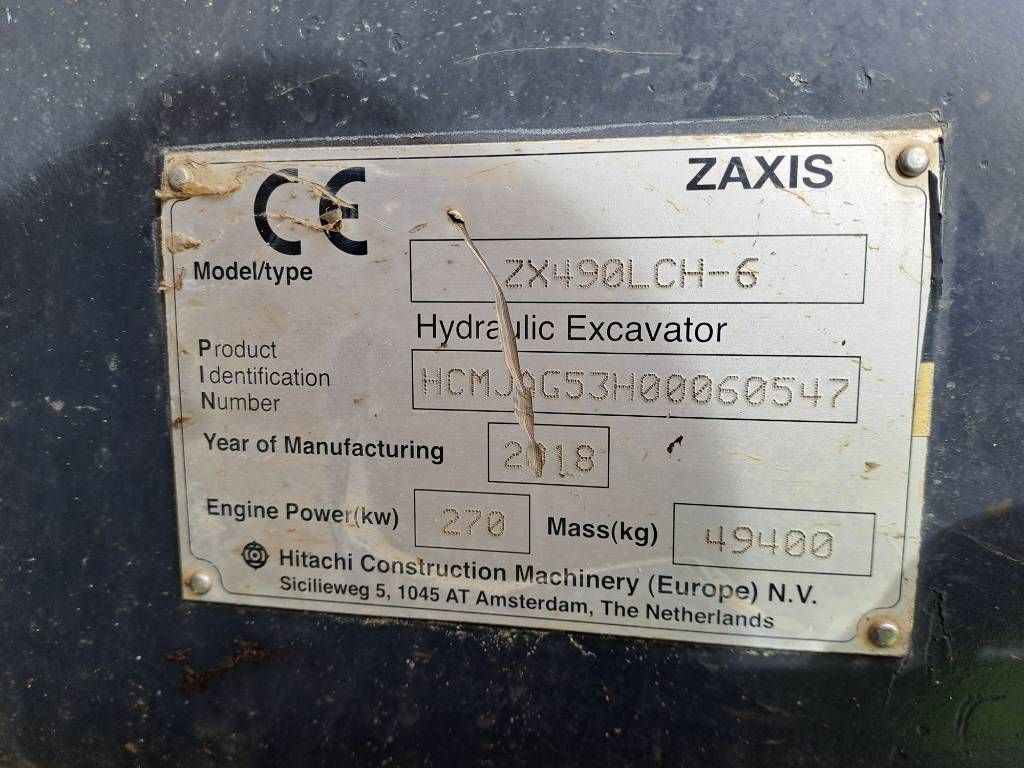 CE
ZAXIS
Model/type ZX490LCH-6
Hydraulic Excavator
Product
Identification HCMJAG53H00060547
Number
Year of Manufacturing 2018
Engine Power(kw) 270 Mass(kg) 49400
Hitachi Construction Machinery (Europe) N.V.
Sicilieweg 5, 1045 AT Amsterdam, The Netherlands